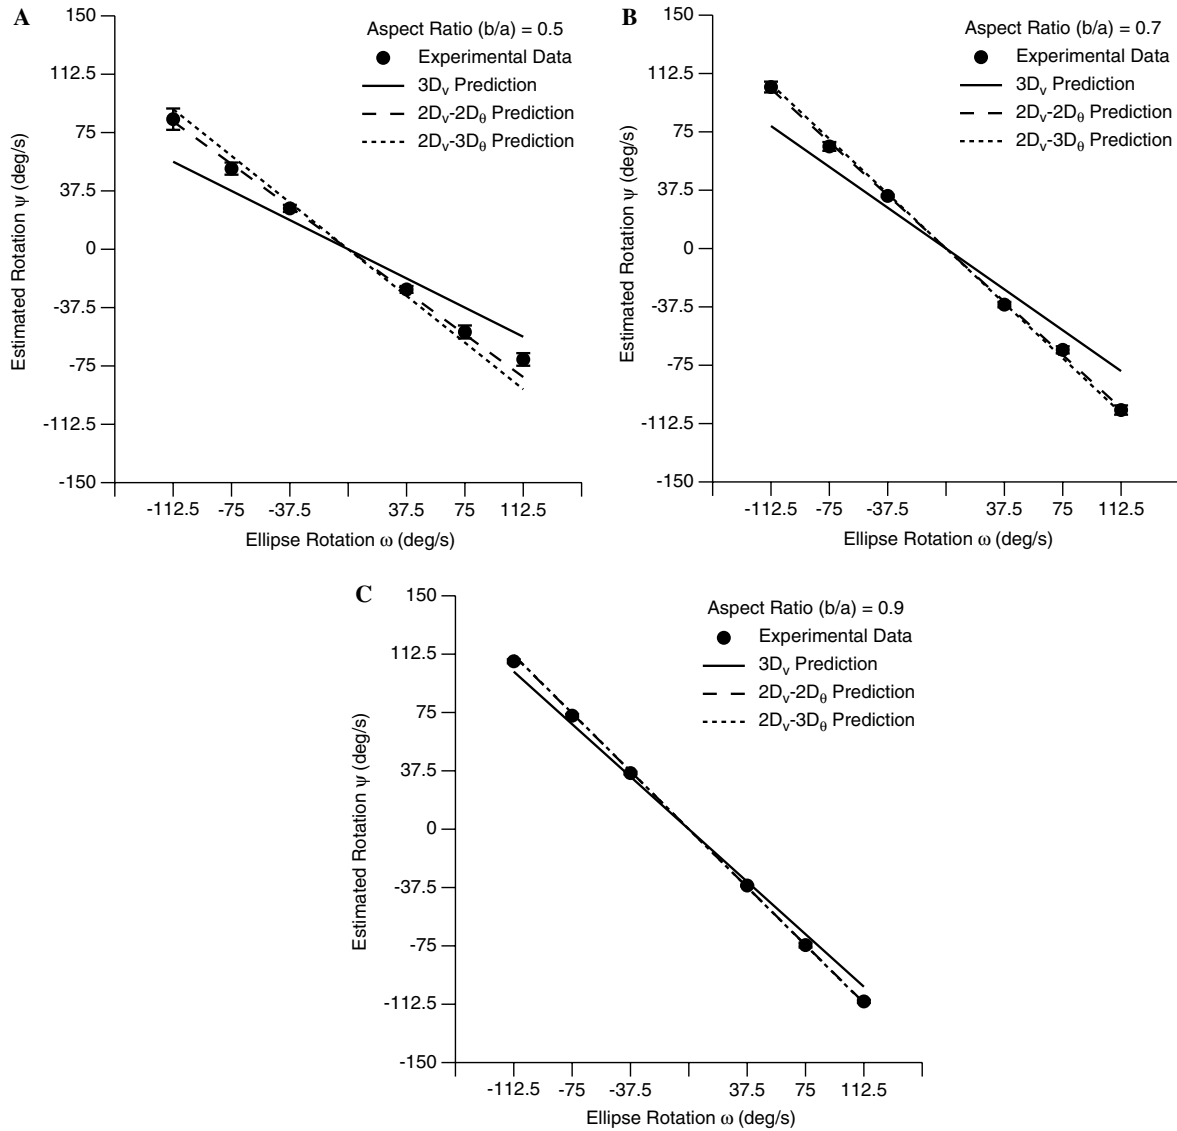 A
Aspect Ratio (b/a) = 0.5
Experimental Data
3Dᵥ Prediction
2Dᵥ-2D_θ Prediction
2Dᵥ-3D_θ Prediction
150
112.5
75
37.5
0
-37.5
-75
-112.5
-150
Estimated Rotation ψ (deg/s)
-112.5 -75 -37.5 37.5 75 112.5
Ellipse Rotation ω (deg/s)
B
Aspect Ratio (b/a) = 0.7
Experimental Data
3Dᵥ Prediction
2Dᵥ-2D_θ Prediction
2Dᵥ-3D_θ Prediction
150
112.5
75
37.5
0
-37.5
-75
-112.5
-150
Estimated Rotation ψ (deg/s)
-112.5 -75 -37.5 37.5 75 112.5
Ellipse Rotation ω (deg/s)
C
Aspect Ratio (b/a) = 0.9
Experimental Data
3Dᵥ Prediction
2Dᵥ-2D_θ Prediction
2Dᵥ-3D_θ Prediction
150
112.5
75
37.5
0
-37.5
-75
-112.5
-150
Estimated Rotation ψ (deg/s)
-112.5 -75 -37.5 37.5 75 112.5
Ellipse Rotation ω (deg/s)